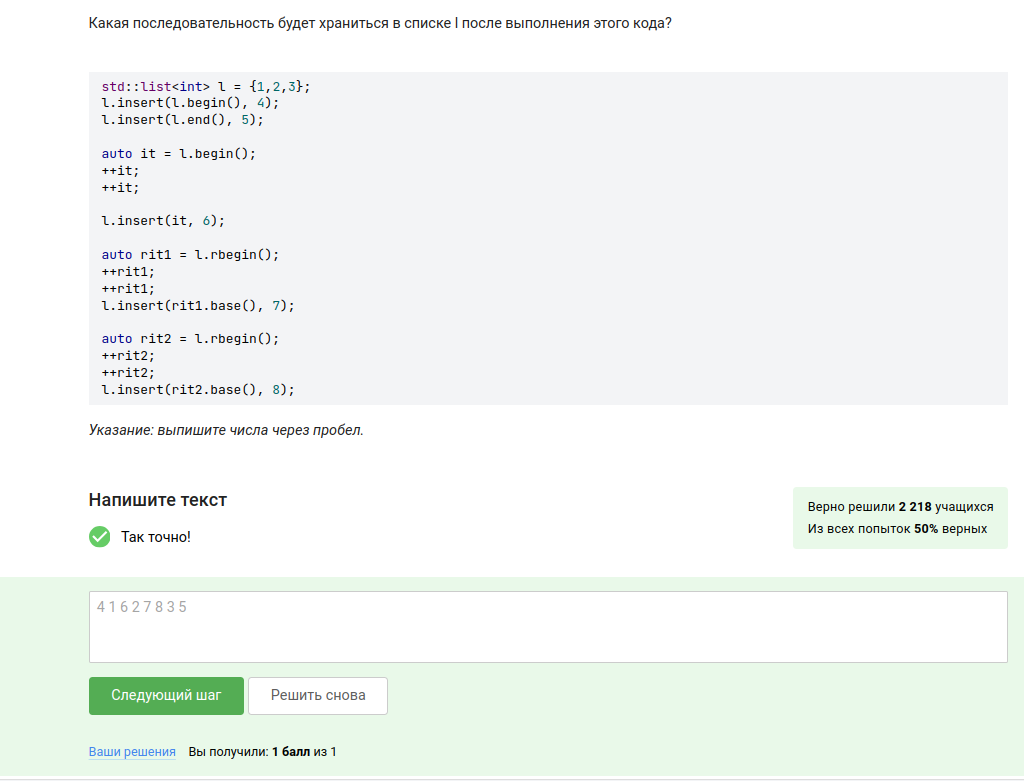 Какая последовательность будет храниться в списке l после выполнения этого кода?
std::list<int> l = {1,2,3};
l.insert(l.begin(), 4);
l.insert(l.end(), 5);
auto it = l.begin();
++it;
++it;
l.insert(it, 6);
auto rit1 = l.rbegin();
++rit1;
++rit1;
l.insert(rit1.base(), 7);
auto rit2 = l.rbegin();
++rit2;
++rit2;
l.insert(rit2.base(), 8);
Указание: выпишите числа через пробел.
Напишите текст
Так точно!
Верно решили 2 218 учащихся
Из всех попыток 50% верных
4 1 6 2 7 8 3 5
Следующий шаг
Решить снова
Ваши решения Вы получили: 1 балл из 1